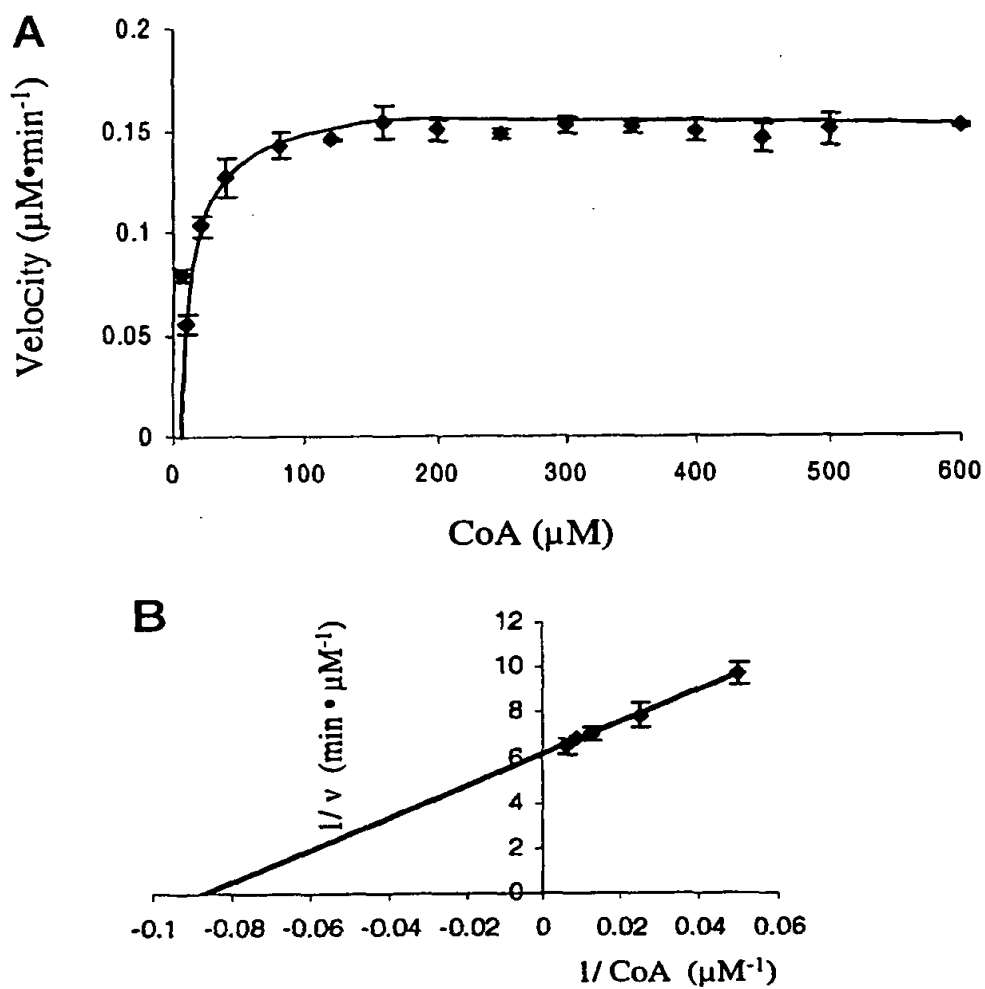 A
Velocity (µM•min⁻¹)
0.2
0.15
0.1
0.05
0
0 100 200 300 400 500 600
CoA (µM)
B
1/ v (min • µM⁻¹)
12
10
8
6
4
2
0
-0.1 -0.08 -0.06 -0.04 -0.02 0 0.02 0.04 0.06
1/ CoA (µM⁻¹)